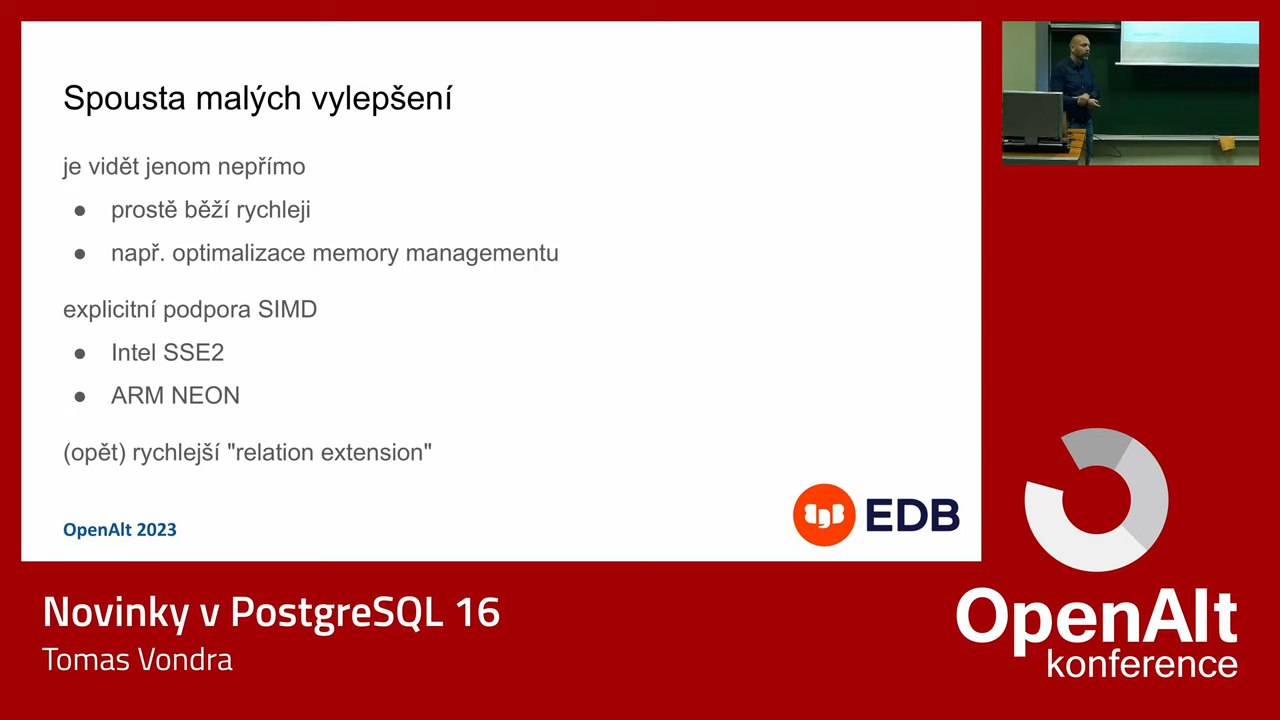 Spousta malých vylepšení
je vidět jenom nepřímo
● prostě běží rychleji
● např. optimalizace memory managementu
explicitní podpora SIMD
● Intel SSE2
● ARM NEON
(opět) rychlejší "relation extension"
OpenAlt 2023
EDB
Novinky v PostgreSQL 16
Tomas Vondra
OpenAlt
konference